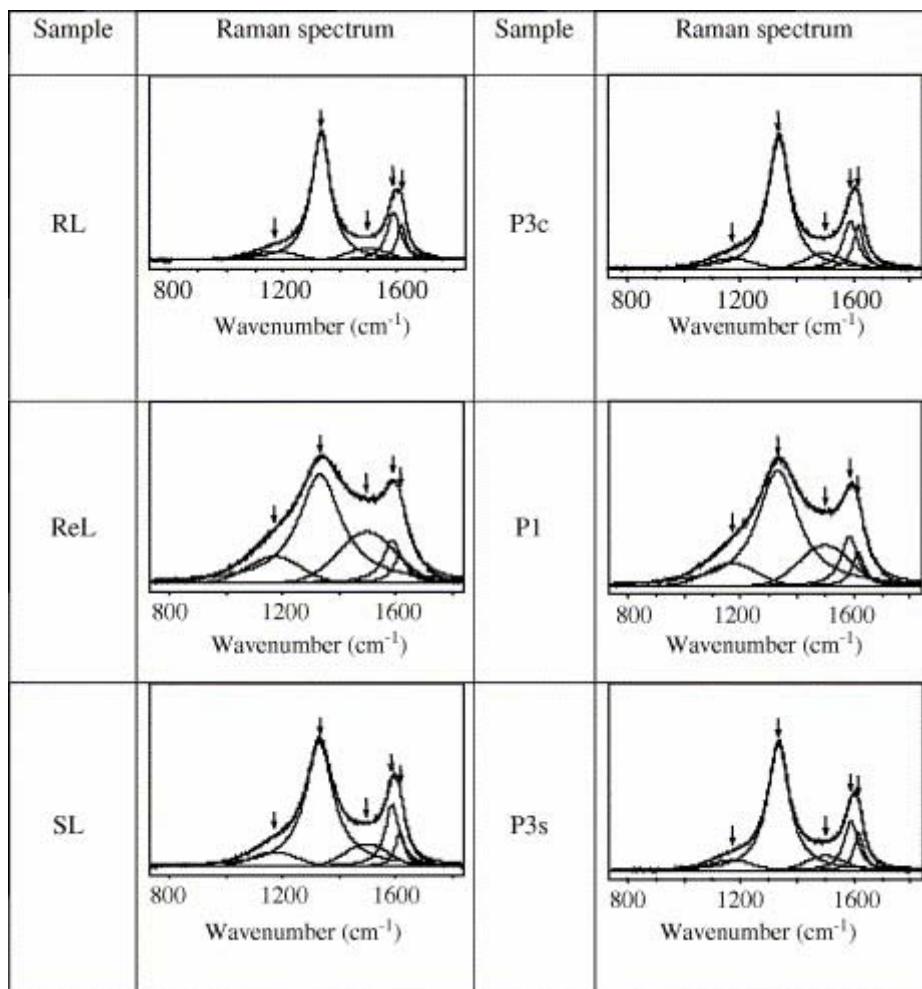 Sample Raman spectrum Sample Raman spectrum
RL
800 1200 1600
Wavenumber (cm⁻¹)
P3c
800 1200 1600
Wavenumber (cm⁻¹)
ReL
800 1200 1600
Wavenumber (cm⁻¹)
P1
800 1200 1600
Wavenumber (cm⁻¹)
SL
800 1200 1600
Wavenumber (cm⁻¹)
P3s
800 1200 1600
Wavenumber (cm⁻¹)